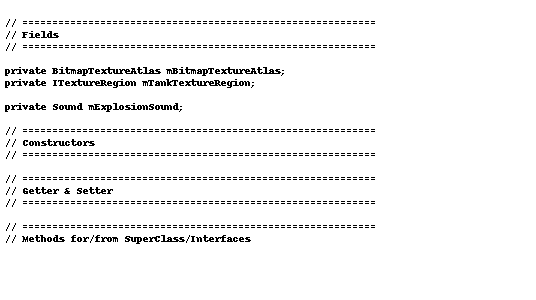 // ===========================================================
// Fields
// ===========================================================
private BitmapTextureAtlas mBitmapTextureAtlas;
private ITextureRegion mTankTextureRegion;
private Sound mExplosionSound;
// ===========================================================
// Constructors
// ===========================================================
// ===========================================================
// Getter & Setter
// ===========================================================
// ===========================================================
// Methods for/from SuperClass/Interfaces